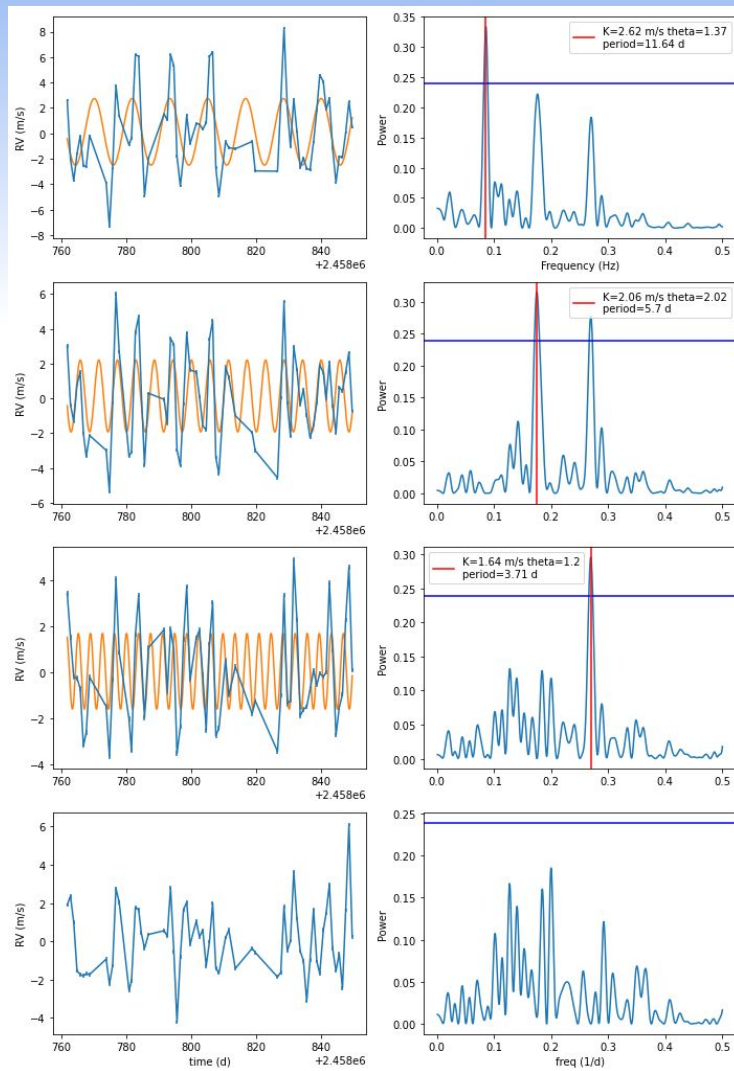 RV (m/s)
8
6
4
2
0
−2
−4
−6
−8
760 780 800 820 840
+2.458e6
Power
0.35
0.30
0.25
0.20
0.15
0.10
0.05
0.00
K=2.62 m/s theta=1.37
period=11.64 d
0.0 0.1 0.2 0.3 0.4 0.5
Frequency (Hz)
RV (m/s)
6
4
2
0
−2
−4
−6
760 780 800 820 840
+2.458e6
Power
0.30
0.25
0.20
0.15
0.10
0.05
0.00
K=2.06 m/s theta=2.02
period=5.7 d
0.0 0.1 0.2 0.3 0.4 0.5
RV (m/s)
4
2
0
−2
−4
760 780 800 820 840
+2.458e6
Power
0.30
0.25
0.20
0.15
0.10
0.05
0.00
K=1.64 m/s theta=1.2
period=3.71 d
0.0 0.1 0.2 0.3 0.4 0.5
RV (m/s)
6
4
2
0
−2
−4
760 780 800 820 840
time (d)
+2.458e6
Power
0.25
0.20
0.15
0.10
0.05
0.00
0.0 0.1 0.2 0.3 0.4 0.5
freq (1/d)